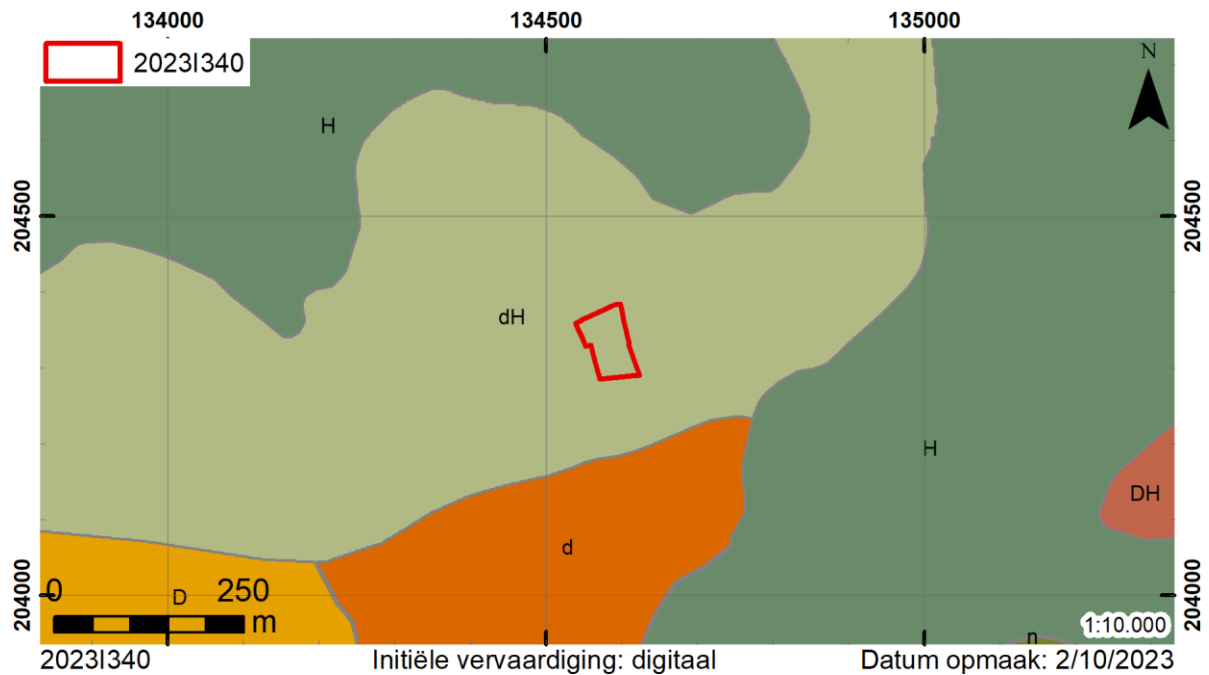 134000 134500 135000
2023I340
N
H
204500 204500
dH
H
DH
d
0 D 250
m
204000 204000
1:10.000
n
2023I340 Initiële vervaardiging: digitaal Datum opmaak: 2/10/2023